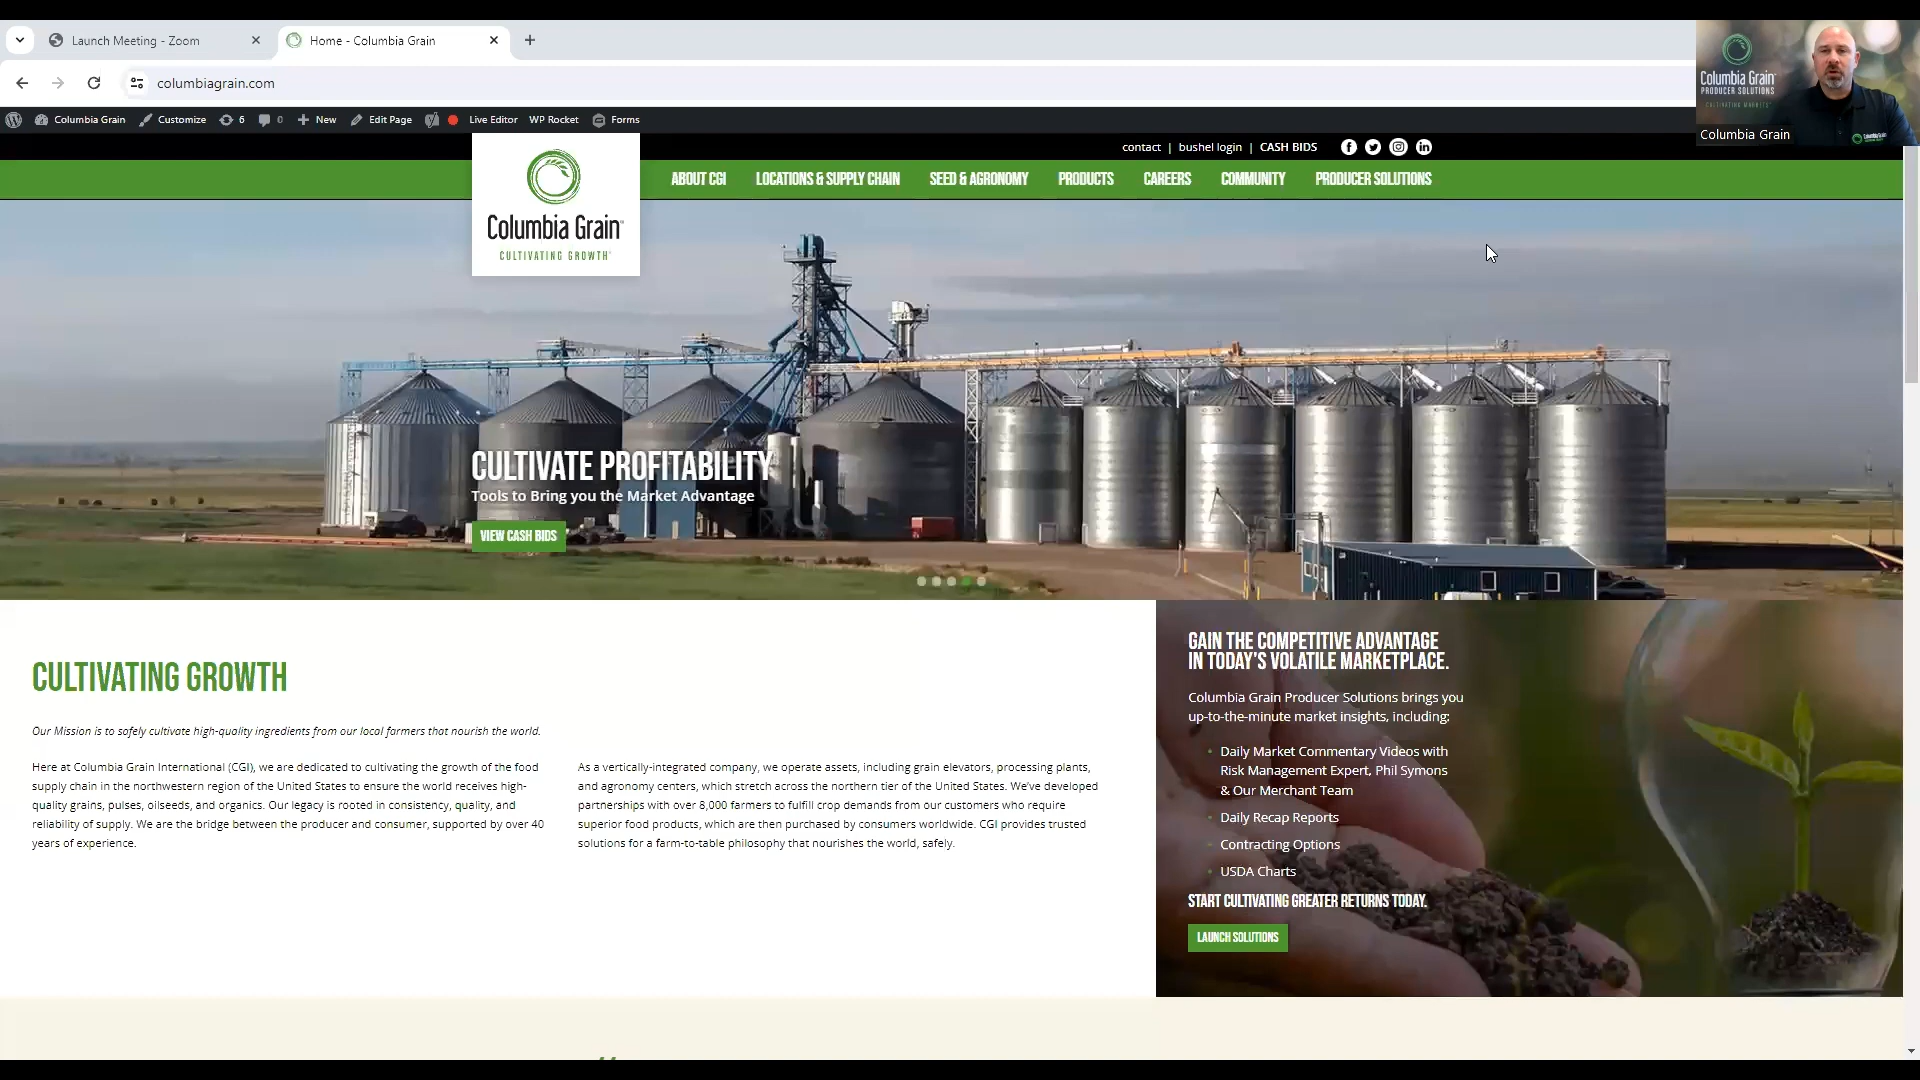 Launch Meeting - Zoom
Home - Columbia Grain
columbiagrain.com
Columbia Grain
Customize
6
0
New
Edit Page
Live Editor
WP Rocket
Forms
Columbia Grain
PRODUCER SOLUTIONS
CULTIVATING MARKETS
Columbia Grain
contact | bushel login | CASH BIDS
ABOUT CGI
LOCATIONS & SUPPLY CHAIN
SEED & AGRONOMY
PRODUCTS
CAREERS
COMMUNITY
PRODUCER SOLUTIONS
Columbia Grain
CULTIVATING GROWTH
CULTIVATE PROFITABILITY
Tools to Bring you the Market Advantage
VIEW CASH BIDS
CULTIVATING GROWTH
Our Mission is to safely cultivate high-quality ingredients from our local farmers that nourish the world.
Here at Columbia Grain International (CGI), we are dedicated to cultivating the growth of the food
supply chain in the northwestern region of the United States to ensure the world receives high-
quality grains, pulses, oilseeds, and organics. Our legacy is rooted in consistency, quality, and
reliability of supply. We are the bridge between the producer and consumer, supported by over 40
years of experience.
As a vertically-integrated company, we operate assets, including grain elevators, processing plants,
and agronomy centers, which stretch across the northern tier of the United States. We've developed
partnerships with over 8,000 farmers to fulfill crop demands from our customers who require
superior food products, which are then purchased by consumers worldwide. CGI provides trusted
solutions for a farm-to-table philosophy that nourishes the world, safely.
GAIN THE COMPETITIVE ADVANTAGE
IN TODAY'S VOLATILE MARKETPLACE.
Columbia Grain Producer Solutions brings you
up-to-the-minute market insights, including:
Daily Market Commentary Videos with
Risk Management Expert, Phil Symons
& Our Merchant Team
Daily Recap Reports
Contracting Options
USDA Charts
START CULTIVATING GREATER RETURNS TODAY.
LAUNCH SOLUTIONS